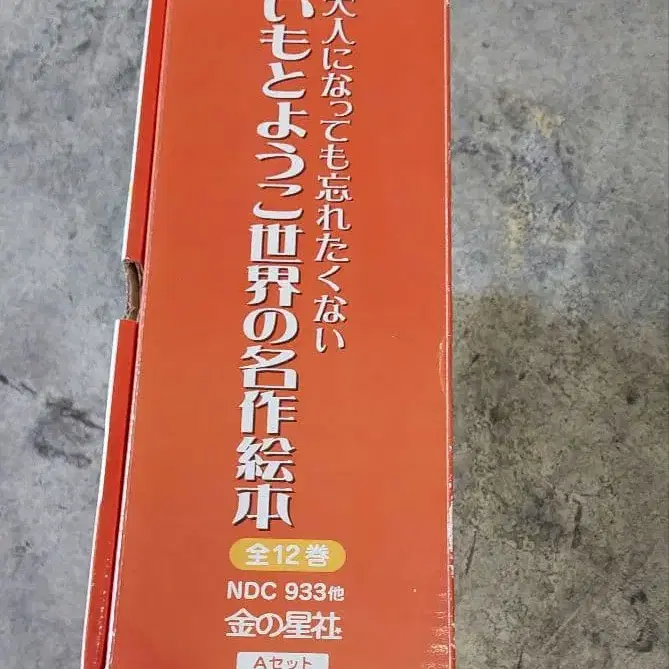 大人になっても忘れたくない
いもとようこ世界の名作絵本
全12巻
NDC 933他
金の星社
Aセット